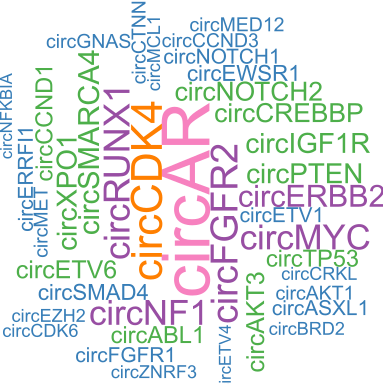 circMED12
circGNAS
circCCND3
circCTNN
circMCL1
circNOTCH1
circEWSR1
circNFKBIA
circCCND1
circSMARCA4
circNOTCH2
circCREBBP
circRUNX1
circCDK4
circAR
circIGF1R
circERRFI1
circXPO1
circPTEN
circFGFR2
circERBB2
circMET
circETV1
circMYC
circETV6
circTP53
circCRKL
circAKT3
circSMAD4
circAKT1
circNF1
circASXL1
circEZH2
circCDK6
circABL1
circETV4
circBRD2
circFGFR1
circZNRF3